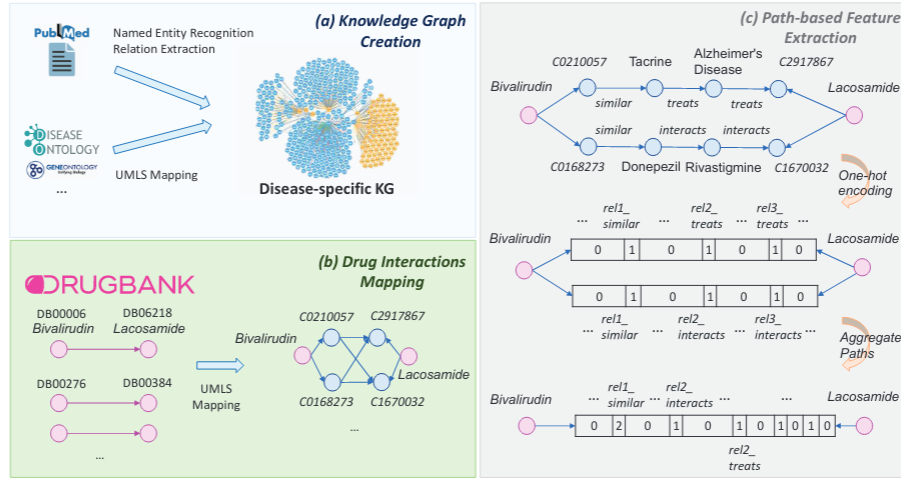 (a) Knowledge Graph
Creation
PubMed
Named Entity Recognition
Relation Extraction
DISEASE
ONTOLOGY
GENEONTOLOGY
Unifying Biology
...
UMLS Mapping
Disease-specific KG
(b) Drug Interactions
Mapping
DRUGBANK
DB00006 DB06218
Bivalirudin Lacosamide
DB00276 DB00384
...
UMLS
Mapping
C0210057 C2917867
Bivalirudin
Lacosamide
C0168273 C1670032
...
(c) Path-based Feature
Extraction
C0210057 Tacrine Alzheimer's
Disease C2917867
Bivalirudin Lacosamide
similar treats treats
similar interacts interacts
C0168273 Donepezil Rivastigmine C1670032
One-hot
encoding
... rel1_
similar ... rel2_
treats ... rel3_
treats ...
Bivalirudin Lacosamide
0 1 0 1 0 1 0
0 1 0 1 0 1 0
... rel1_
similar ... rel2_
interacts ... rel3_
interacts ...
Aggregate
Paths
... rel1_
similar ... rel2_
interacts ... ...
Bivalirudin Lacosamide
0 2 0 1 0 1 0 1 0 1 0
rel2_
treats